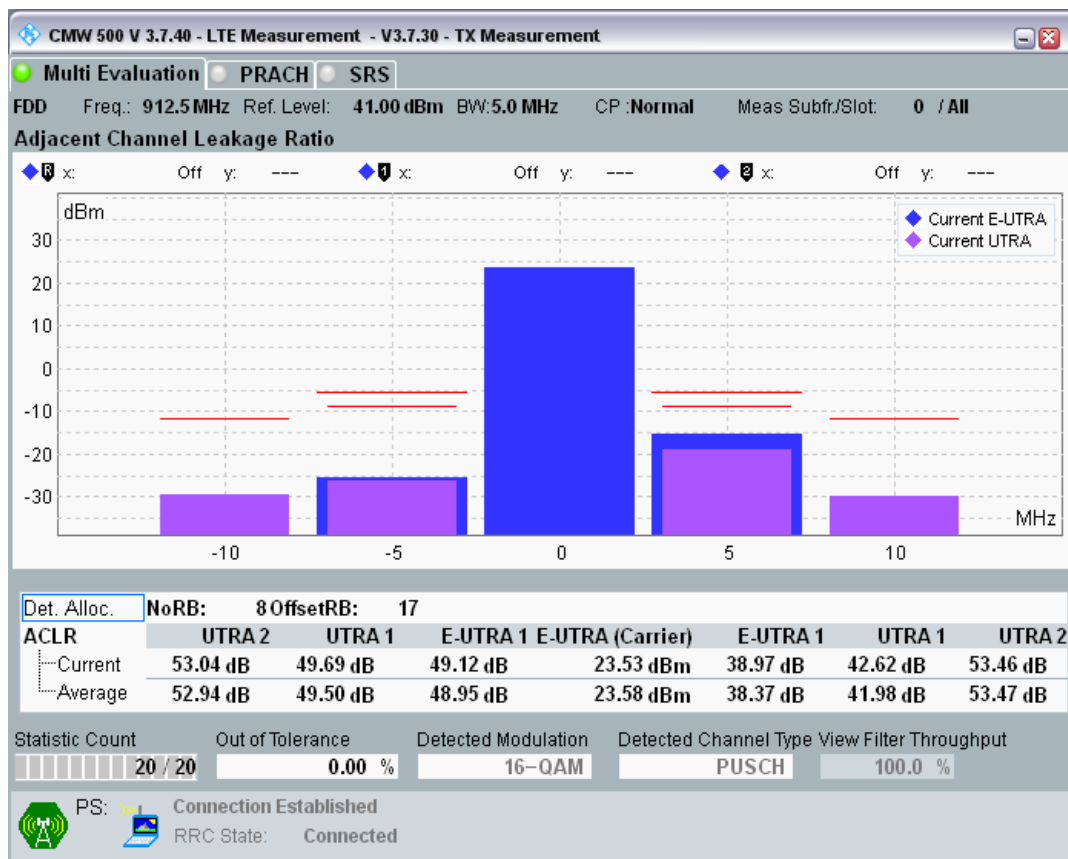 CMW 500 V 3.7.40 - LTE Measurement - V3.7.30 - TX Measurement
Multi Evaluation PRACH SRS
FDD Freq.: 912.5 MHz Ref. Level: 41.00 dBm BW:5.0 MHz CP :Normal Meas Subfr./Slot: 0 / All
Adjacent Channel Leakage Ratio
R x: Off y: --- 1 x: Off y: --- 2 x: Off y: ---
dBm
Current E-UTRA
Current UTRA
30
20
10
0
-10
-20
-30
MHz
-10 -5 0 5 10
Det. Alloc. NoRB: 8 OffsetRB: 17
ACLR UTRA 2 UTRA 1 E-UTRA 1 E-UTRA (Carrier) E-UTRA 1 UTRA 1 UTRA 2
Current 53.04 dB 49.69 dB 49.12 dB 23.53 dBm 38.97 dB 42.62 dB 53.46 dB
Average 52.94 dB 49.50 dB 48.95 dB 23.58 dBm 38.37 dB 41.98 dB 53.47 dB
Statistic Count Out of Tolerance Detected Modulation Detected Channel Type View Filter Throughput
20 / 20 0.00 % 16-QAM PUSCH 100.0 %
PS: Connection Established
RRC State: Connected